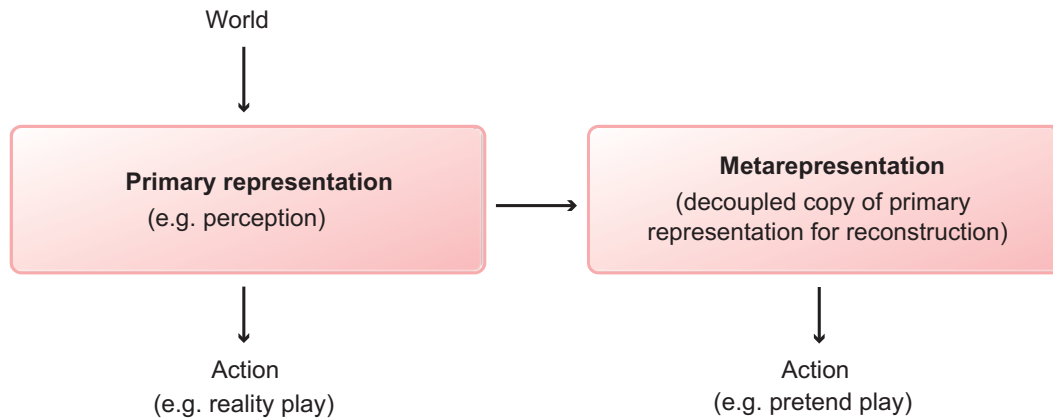 World
Primary representation
(e.g. perception)
Metarepresentation
(decoupled copy of primary
representation for reconstruction)
Action
(e.g. reality play)
Action
(e.g. pretend play)